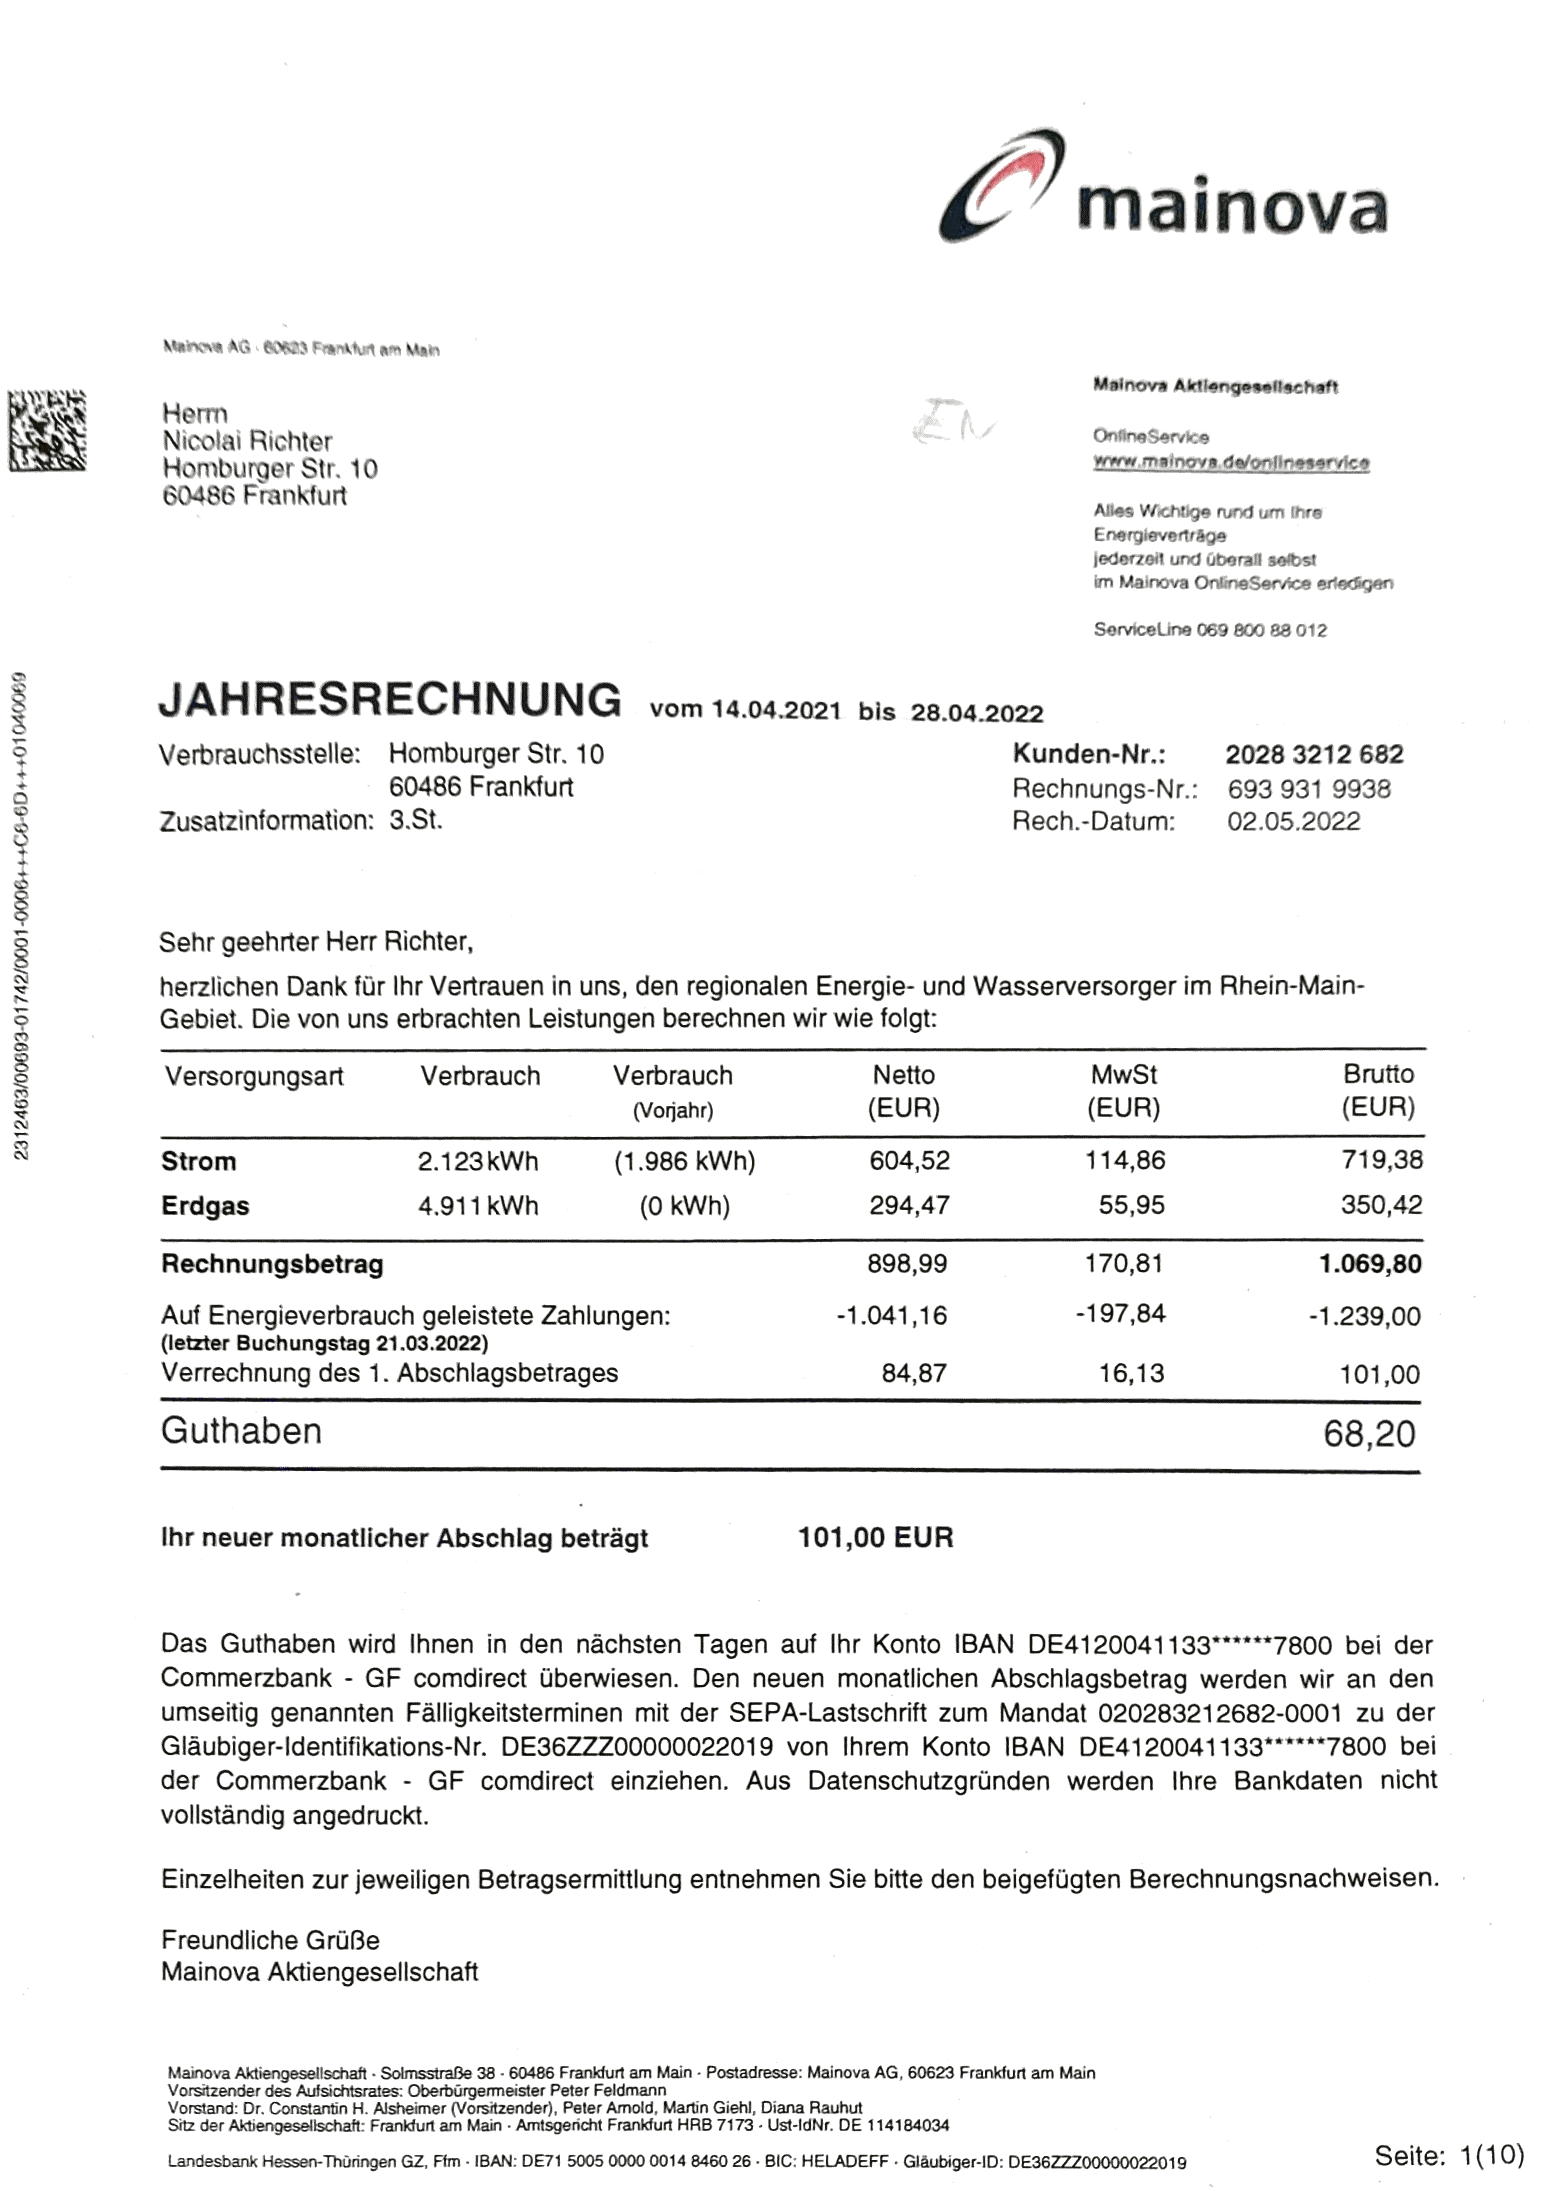 mainova
Mainova AG · 60623 Frankfurt am Main
Herrn
Nicolai Richter
Homburger Str. 10
60486 Frankfurt
EN
Mainova Aktiengesellschaft
OnlineService
www.mainova.de/onlineservice
Alles Wichtige rund um Ihre
Energieverträge
jederzeit und überall selbst
im Mainova OnlineService erledigen
ServiceLine 069 800 88 012
2312463/00693-01742/0001-0006+++C6-6D+++01040069
JAHRESRECHNUNG vom 14.04.2021 bis 28.04.2022
Verbrauchsstelle: Homburger Str. 10
60486 Frankfurt
Zusatzinformation: 3.St.
Kunden-Nr.: 2028 3212 682
Rechnungs-Nr.: 693 931 9938
Rech.-Datum: 02.05.2022
Sehr geehrter Herr Richter,
herzlichen Dank für Ihr Vertrauen in uns, den regionalen Energie- und Wasserversorger im Rhein-Main-
Gebiet. Die von uns erbrachten Leistungen berechnen wir wie folgt:
Versorgungsart Verbrauch Verbrauch Netto MwSt Brutto
(Vorjahr) (EUR) (EUR) (EUR)
Strom 2.123 kWh (1.986 kWh) 604,52 114,86 719,38
Erdgas 4.911 kWh (0 kWh) 294,47 55,95 350,42
Rechnungsbetrag 898,99 170,81 1.069,80
Auf Energieverbrauch geleistete Zahlungen: -1.041,16 -197,84 -1.239,00
(letzter Buchungstag 21.03.2022)
Verrechnung des 1. Abschlagsbetrages 84,87 16,13 101,00
Guthaben 68,20
Ihr neuer monatlicher Abschlag beträgt 101,00 EUR
Das Guthaben wird Ihnen in den nächsten Tagen auf Ihr Konto IBAN DE4120041133******7800 bei der
Commerzbank - GF comdirect überwiesen. Den neuen monatlichen Abschlagsbetrag werden wir an den
umseitig genannten Fälligkeitsterminen mit der SEPA-Lastschrift zum Mandat 020283212682-0001 zu der
Gläubiger-Identifikations-Nr. DE36ZZZ00000022019 von Ihrem Konto IBAN DE4120041133******7800 bei
der Commerzbank - GF comdirect einziehen. Aus Datenschutzgründen werden Ihre Bankdaten nicht
vollständig angedruckt.
Einzelheiten zur jeweiligen Betragsermittlung entnehmen Sie bitte den beigefügten Berechnungsnachweisen.
Freundliche Grüße
Mainova Aktiengesellschaft
Mainova Aktiengesellschaft · Solmsstraße 38 · 60486 Frankfurt am Main · Postadresse: Mainova AG, 60623 Frankfurt am Main
Vorsitzender des Aufsichtsrates: Oberbürgermeister Peter Feldmann
Vorstand: Dr. Constantin H. Alsheimer (Vorsitzender), Peter Arnold, Martin Giehl, Diana Rauhut
Sitz der Aktiengesellschaft: Frankfurt am Main · Amtsgericht Frankfurt HRB 7173 · Ust-IdNr. DE 114184034
Landesbank Hessen-Thüringen GZ, Ffm · IBAN: DE71 5005 0000 0014 8460 26 · BIC: HELADEFF · Gläubiger-ID: DE36ZZZ00000022019
Seite: 1(10)